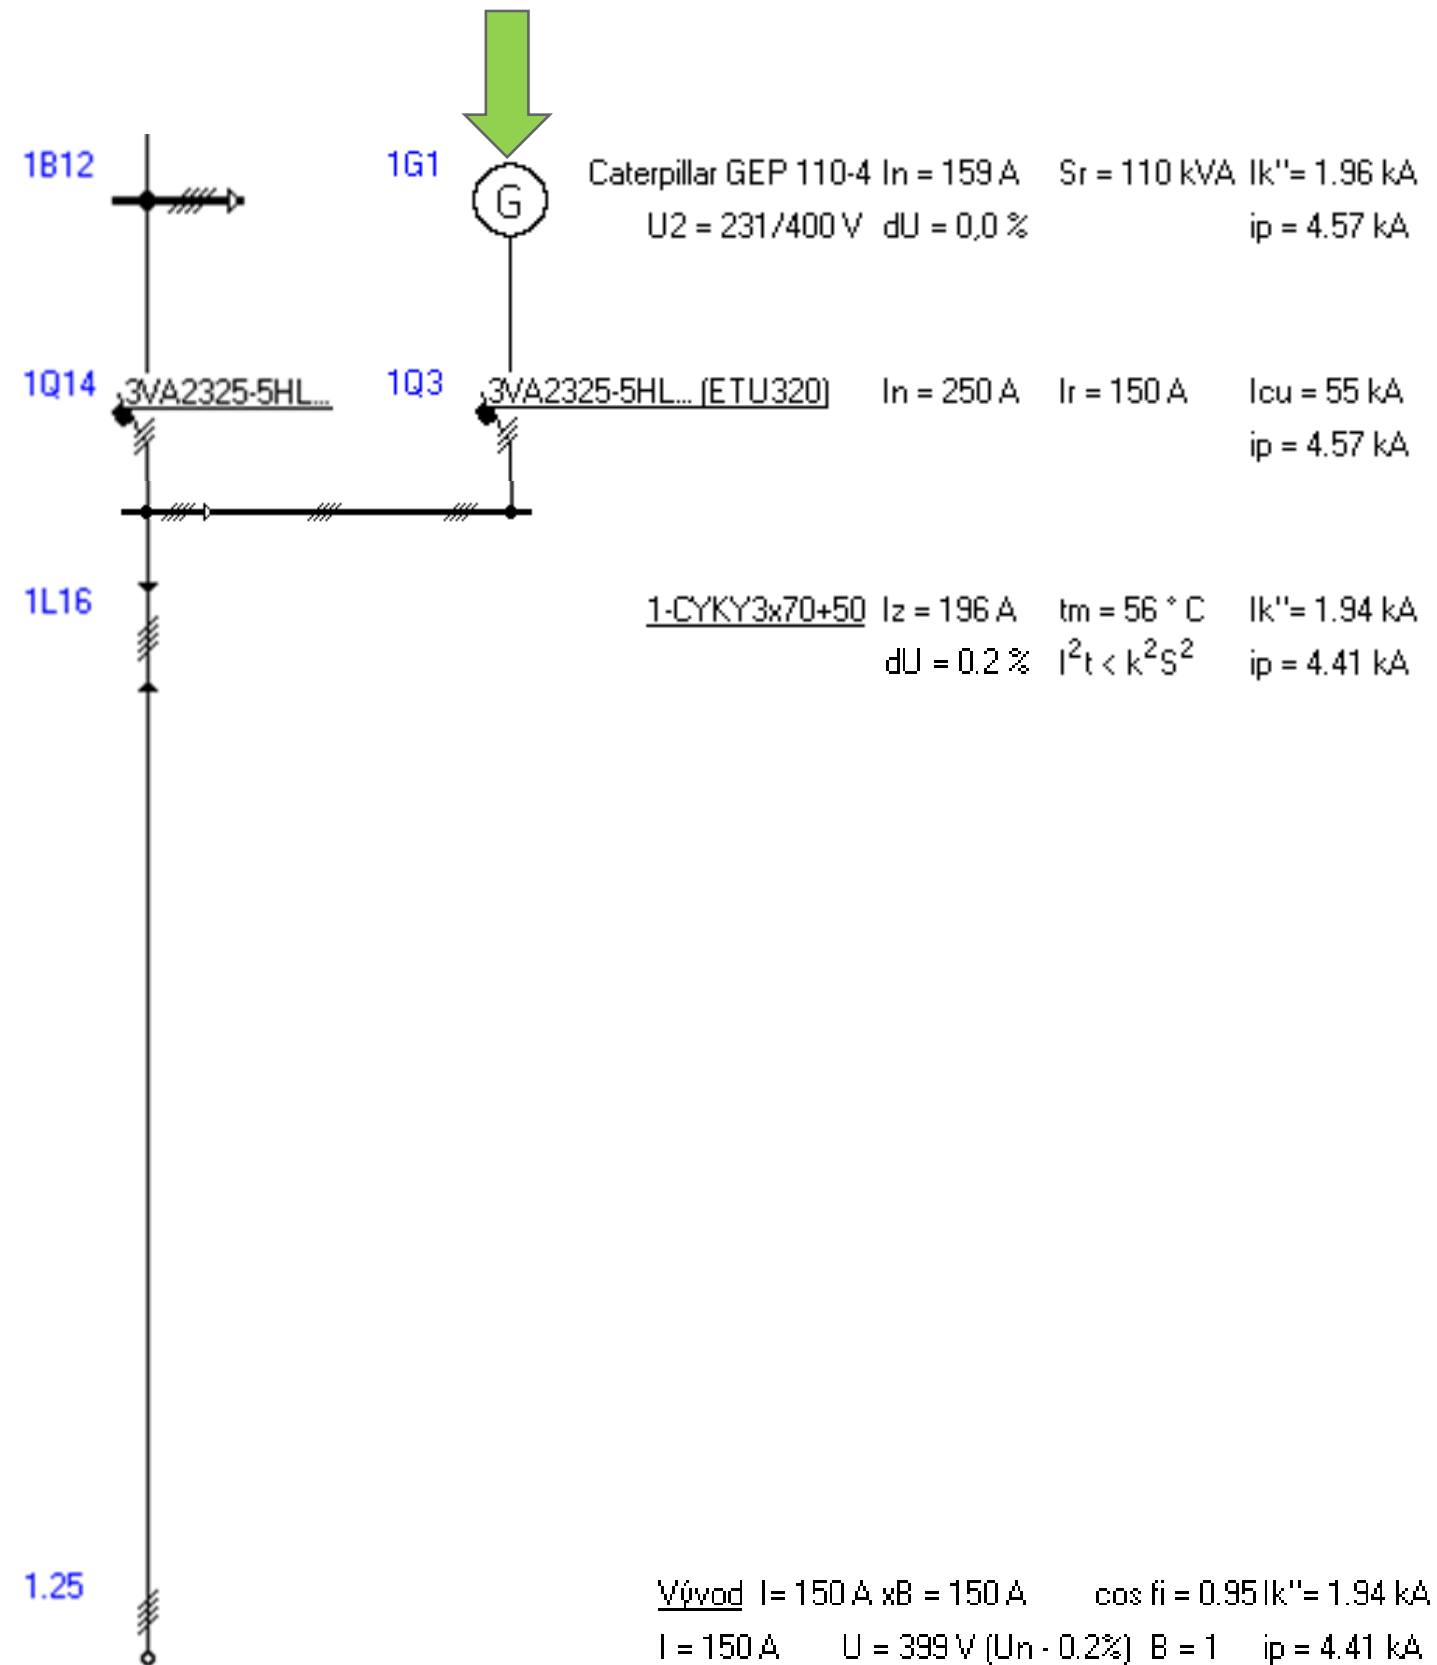 1B12 1G1 G Caterpillar GEP 110-4 In = 159 A Sr = 110 kVA Ik''= 1.96 kA
U2 = 231/400 V dU = 0,0 % ip = 4.57 kA
1Q14 3VA2325-5HL... 1Q3 3VA2325-5HL... (ETU320) In = 250 A Ir = 150 A Icu = 55 kA
ip = 4.57 kA
1L16 1-CYKY3x70+50 Iz = 196 A tm = 56 ° C Ik''= 1.94 kA
dU = 0.2 % I²t < k²S² ip = 4.41 kA
1.25 Vývod I= 150 A xB = 150 A cos fi = 0.95 Ik''= 1.94 kA
I = 150 A U = 399 V (Un - 0.2%) B = 1 ip = 4.41 kA